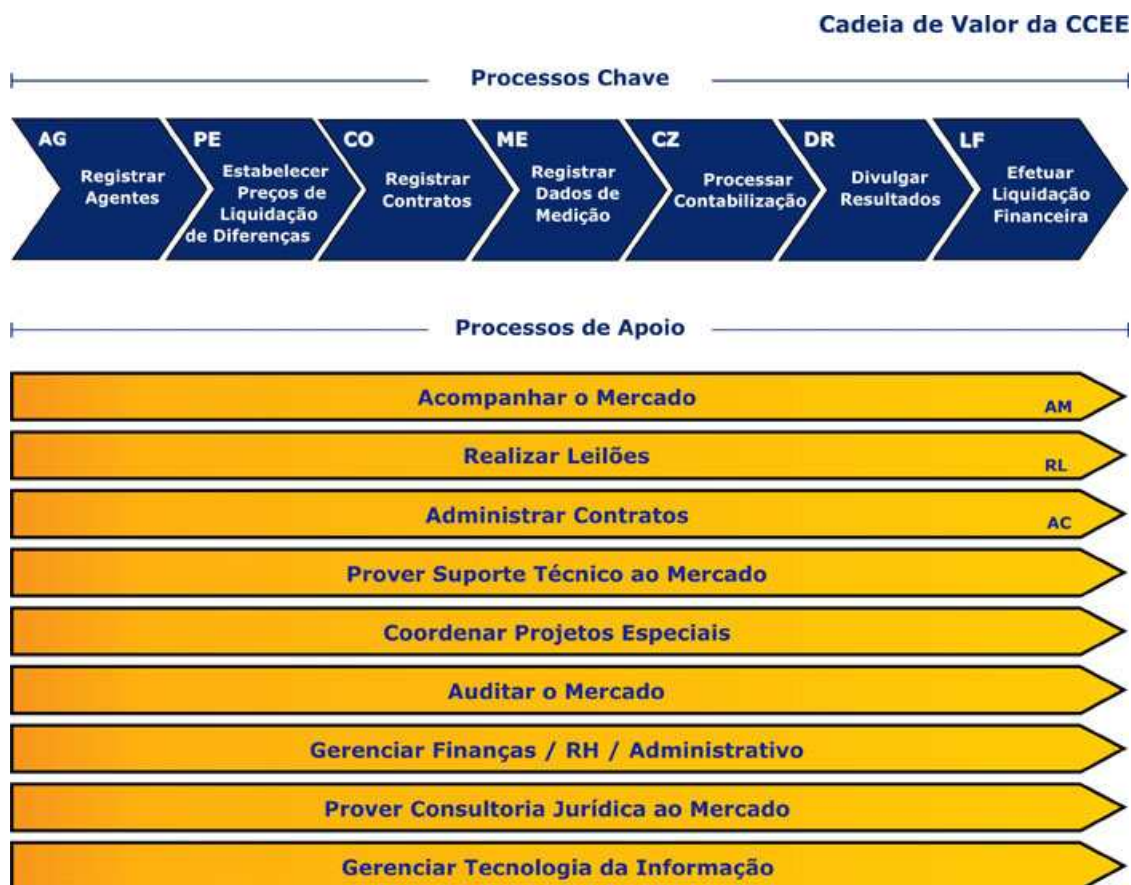 Cadeia de Valor da CCEE
Processos Chave
AG
Registrar
Agentes
PE
Estabelecer
Preços de
Liquidação
de Diferenças
CO
Registrar
Contratos
ME
Registrar
Dados de
Medição
CZ
Processar
Contabilização
DR
Divulgar
Resultados
LF
Efetuar
Liquidação
Financeira
Processos de Apoio
Acompanhar o Mercado
AM
Realizar Leilões
RL
Administrar Contratos
AC
Prover Suporte Técnico ao Mercado
Coordenar Projetos Especiais
Auditar o Mercado
Gerenciar Finanças / RH / Administrativo
Prover Consultoria Jurídica ao Mercado
Gerenciar Tecnologia da Informação